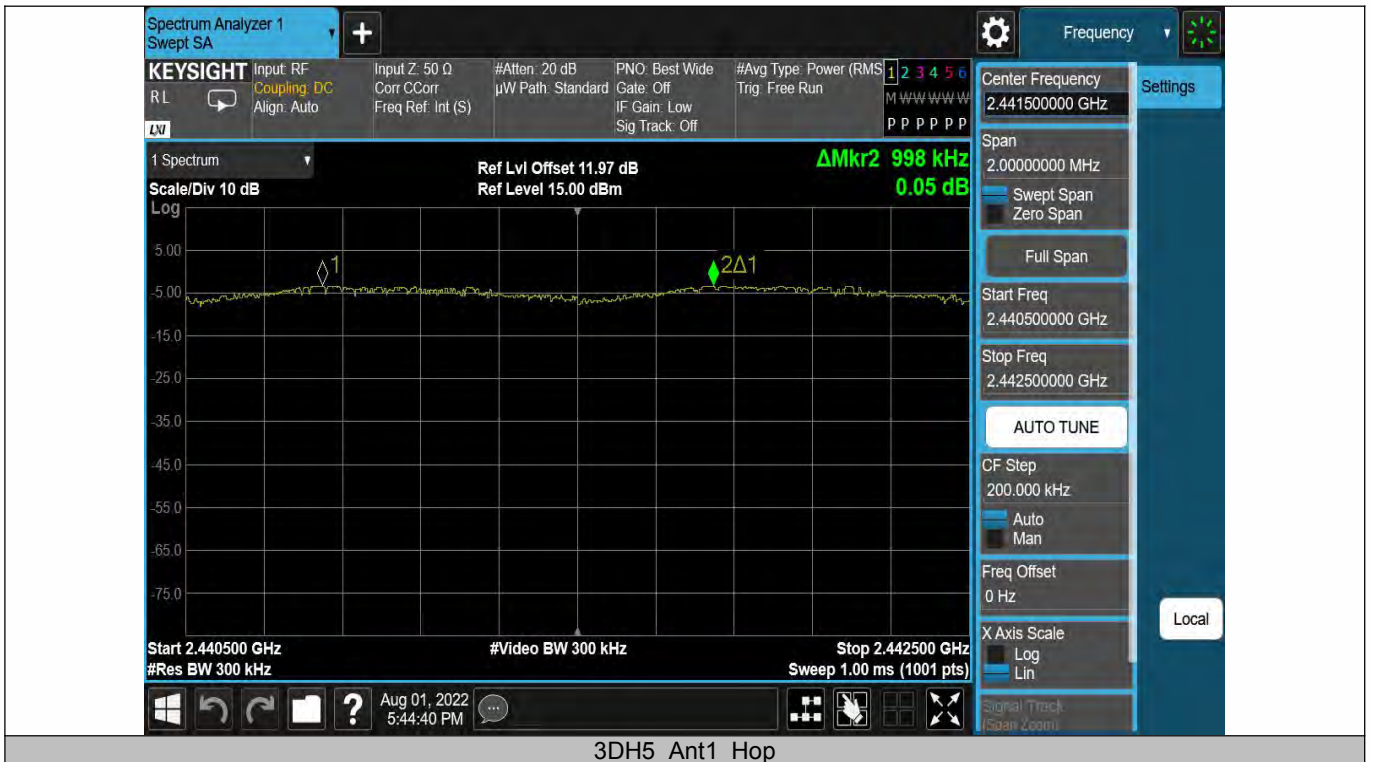 Spectrum Analyzer 1
Swept SA
Frequency
KEYSIGHT
RL
LXI
Input: RF
Coupling: DC
Align: Auto
Input Z: 50 Ω
Corr CCorr
Freq Ref: Int (S)
#Atten: 20 dB
µW Path: Standard
PNO: Best Wide
Gate: Off
IF Gain: Low
Sig Track: Off
#Avg Type: Power (RMS
Trig: Free Run
1 2 3 4 5 6
M W W W W W
P P P P P P
1 Spectrum
Scale/Div 10 dB
Log
Ref Lvl Offset 11.97 dB
Ref Level 15.00 dBm
ΔMkr2 998 kHz
0.05 dB
1
2Δ1
5.00
-5.00
-15.0
-25.0
-35.0
-45.0
-55.0
-65.0
-75.0
Start 2.440500 GHz
#Res BW 300 kHz
#Video BW 300 kHz
Stop 2.442500 GHz
Sweep 1.00 ms (1001 pts)
Center Frequency
2.441500000 GHz
Settings
Span
2.00000000 MHz
Swept Span
Zero Span
Full Span
Start Freq
2.440500000 GHz
Stop Freq
2.442500000 GHz
AUTO TUNE
CF Step
200.000 kHz
Auto
Man
Freq Offset
0 Hz
X Axis Scale
Log
Lin
Local
Signal Track
(Span Zoom)
Aug 01, 2022
5:44:40 PM
3DH5_Ant1_Hop